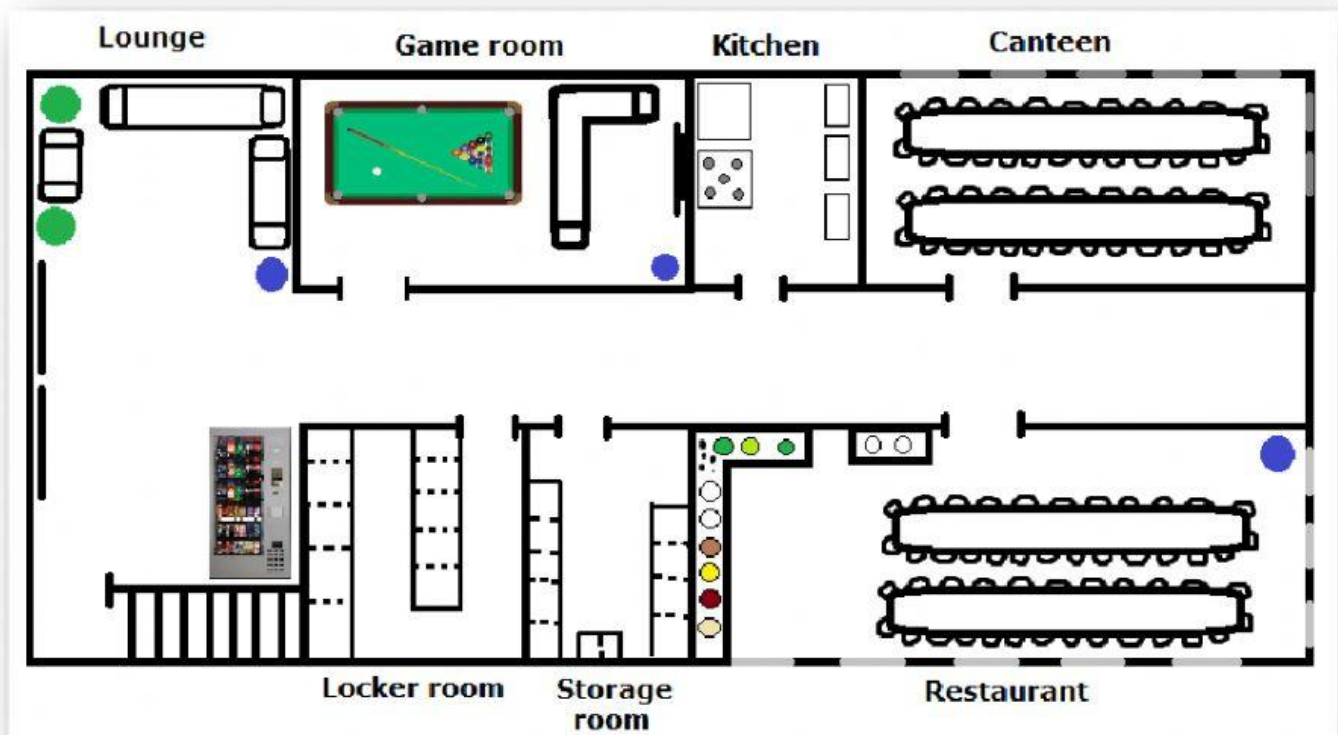 Lounge
Game room
Kitchen
Canteen
Locker room
Storage
room
Restaurant